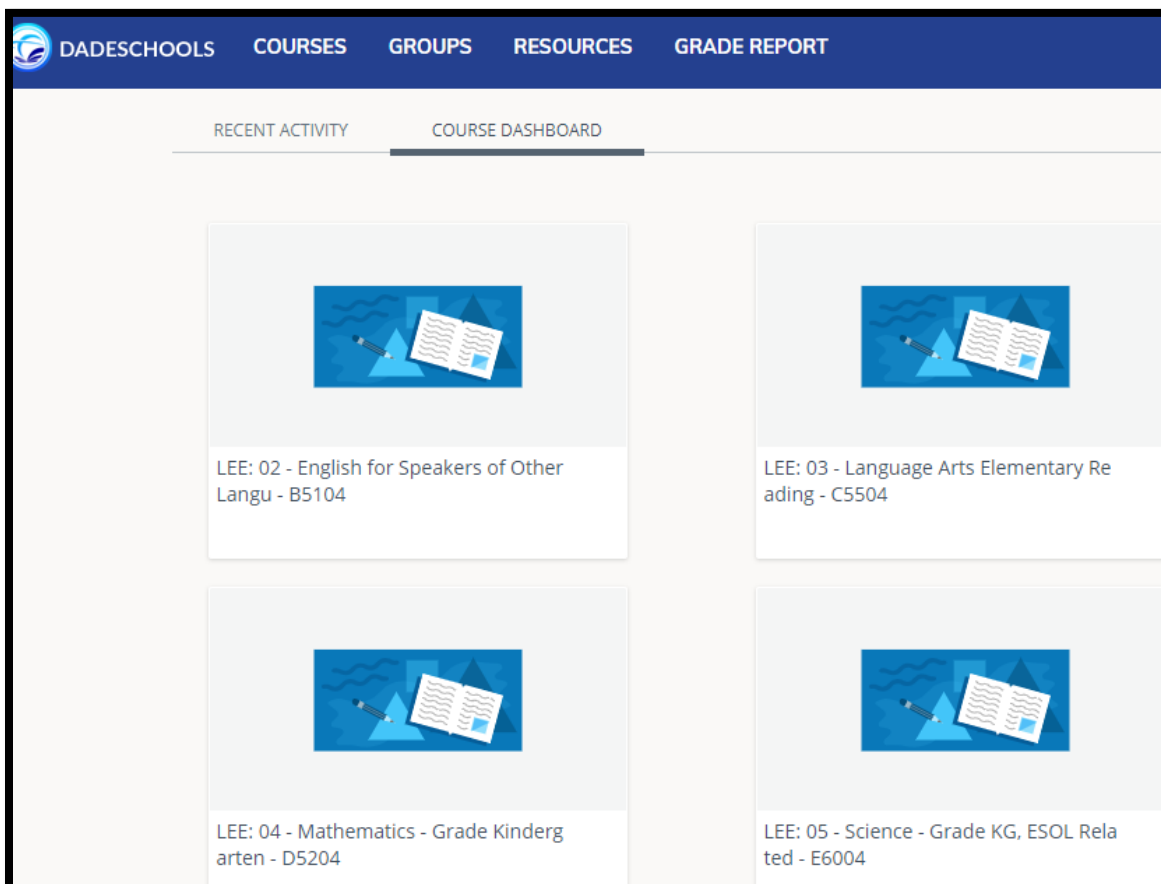 DADESCHOOLS COURSES GROUPS RESOURCES GRADE REPORT
RECENT ACTIVITY COURSE DASHBOARD
LEE: 02 - English for Speakers of Other
Langu - B5104
LEE: 03 - Language Arts Elementary Re
ading - C5504
LEE: 04 - Mathematics - Grade Kinderg
arten - D5204
LEE: 05 - Science - Grade KG, ESOL Rela
ted - E6004